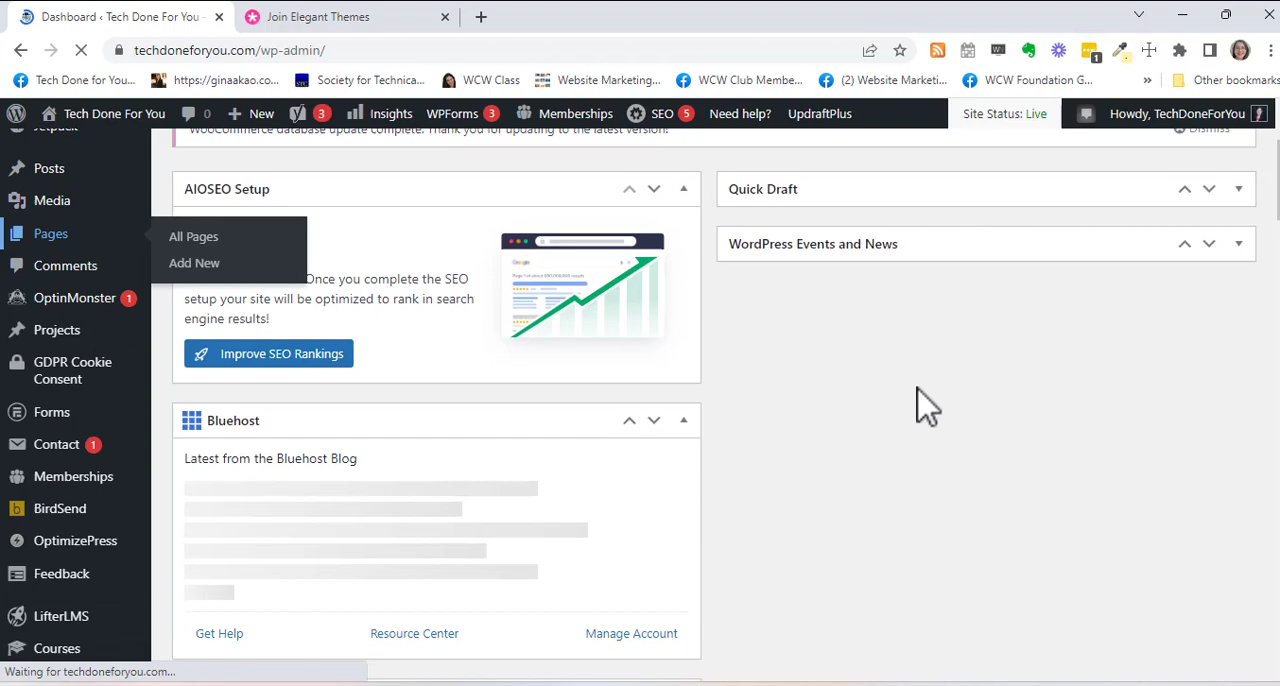 Dashboard ‹ Tech Done For You -
Join Elegant Themes
techdoneforyou.com/wp-admin/
1
Tech Done for You...
https://ginaakao.co...
Society for Technica...
WCW Class
Website Marketing...
WCW Club Membe...
(2) Website Marketi...
WCW Foundation G...
»
Other bookmarks
Tech Done For You
0
New
3
Insights
WPForms 3
Memberships
SEO 5
Need help?
UpdraftPlus
Site Status: Live
Howdy, TechDoneForYou
Jetpack
Posts
Media
Pages
All Pages
Add New
Comments
OptinMonster 1
Projects
GDPR Cookie
Consent
Forms
Contact 1
Memberships
BirdSend
OptimizePress
Feedback
LifterLMS
Courses
WooCommerce database update complete. Thank you for updating to the latest version!
Dismiss
AIOSEO Setup
Once you complete the SEO
setup your site will be optimized to rank in search
engine results!
Improve SEO Rankings
Google
Bluehost
Latest from the Bluehost Blog
Get Help
Resource Center
Manage Account
Quick Draft
WordPress Events and News
Waiting for techdoneforyou.com...